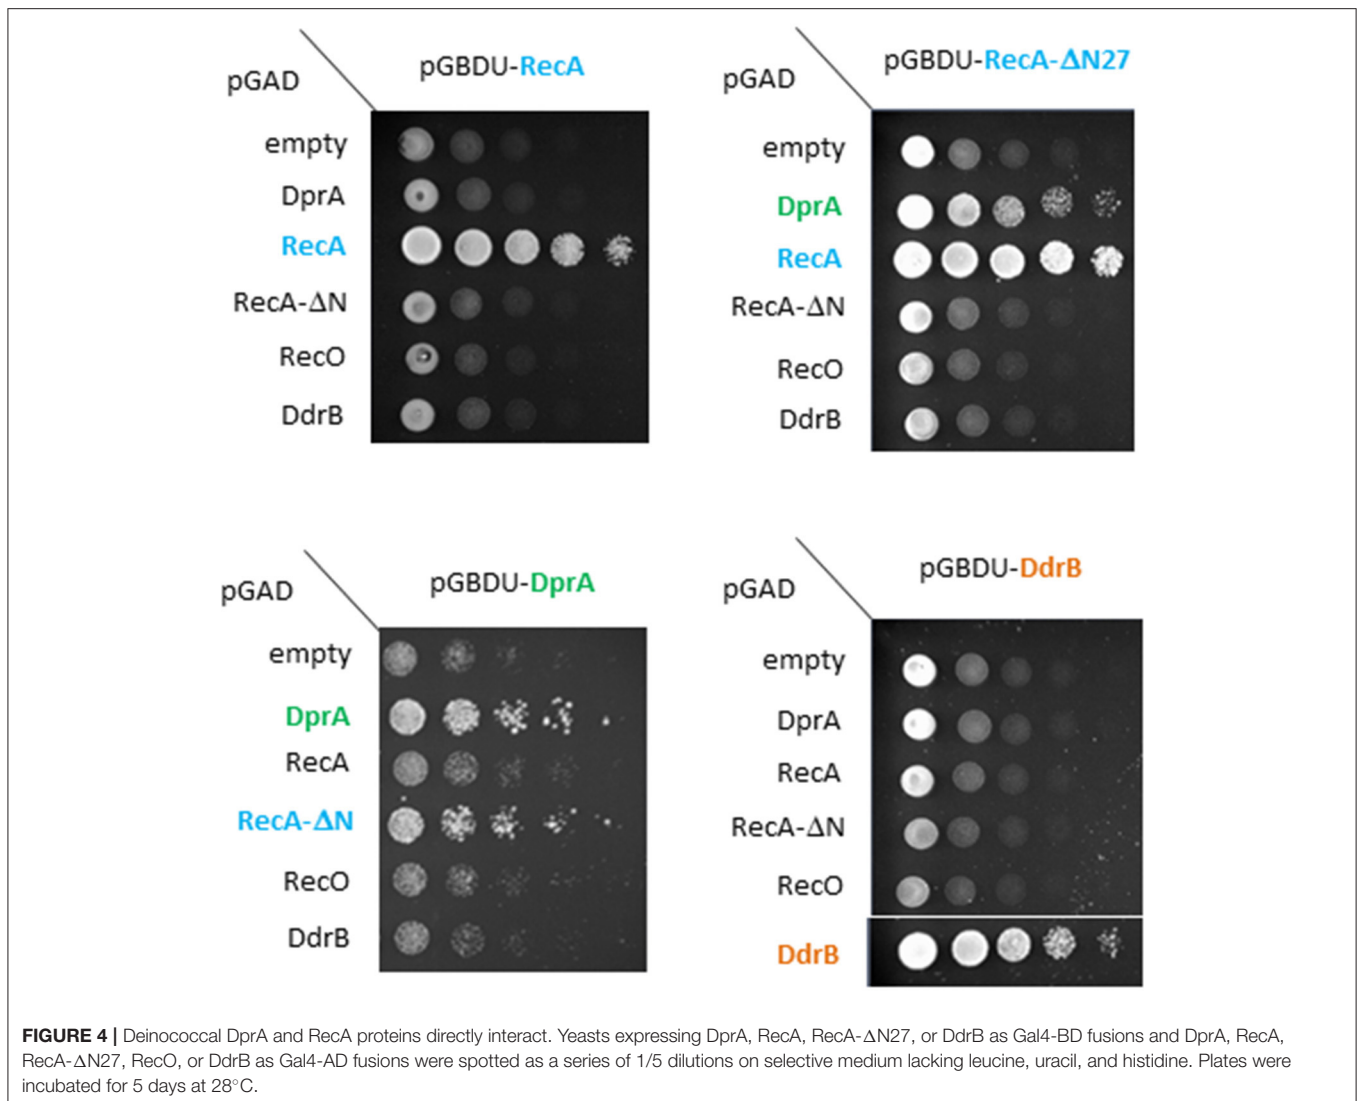 pGBDU-RecA
pGAD
empty
DprA
RecA
RecA-ΔN
RecO
DdrB
pGBDU-RecA-ΔN27
pGAD
empty
DprA
RecA
RecA-ΔN
RecO
DdrB
pGBDU-DprA
pGAD
empty
DprA
RecA
RecA-ΔN
RecO
DdrB
pGBDU-DdrB
pGAD
empty
DprA
RecA
RecA-ΔN
RecO
DdrB
FIGURE 4 | Deinococcal DprA and RecA proteins directly interact. Yeasts expressing DprA, RecA, RecA-ΔN27, or DdrB as Gal4-BD fusions and DprA, RecA,
RecA-ΔN27, RecO, or DdrB as Gal4-AD fusions were spotted as a series of 1/5 dilutions on selective medium lacking leucine, uracil, and histidine. Plates were
incubated for 5 days at 28°C.